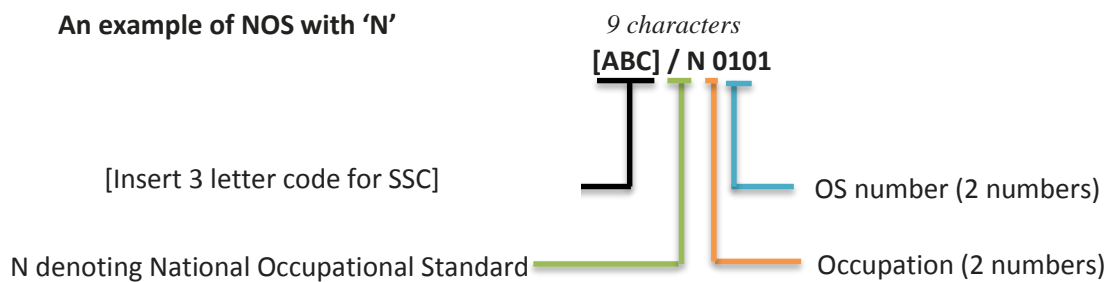 An example of NOS with ‘N’
9 characters
[ABC] / N 0101
[Insert 3 letter code for SSC]
OS number (2 numbers)
N denoting National Occupational Standard
Occupation (2 numbers)